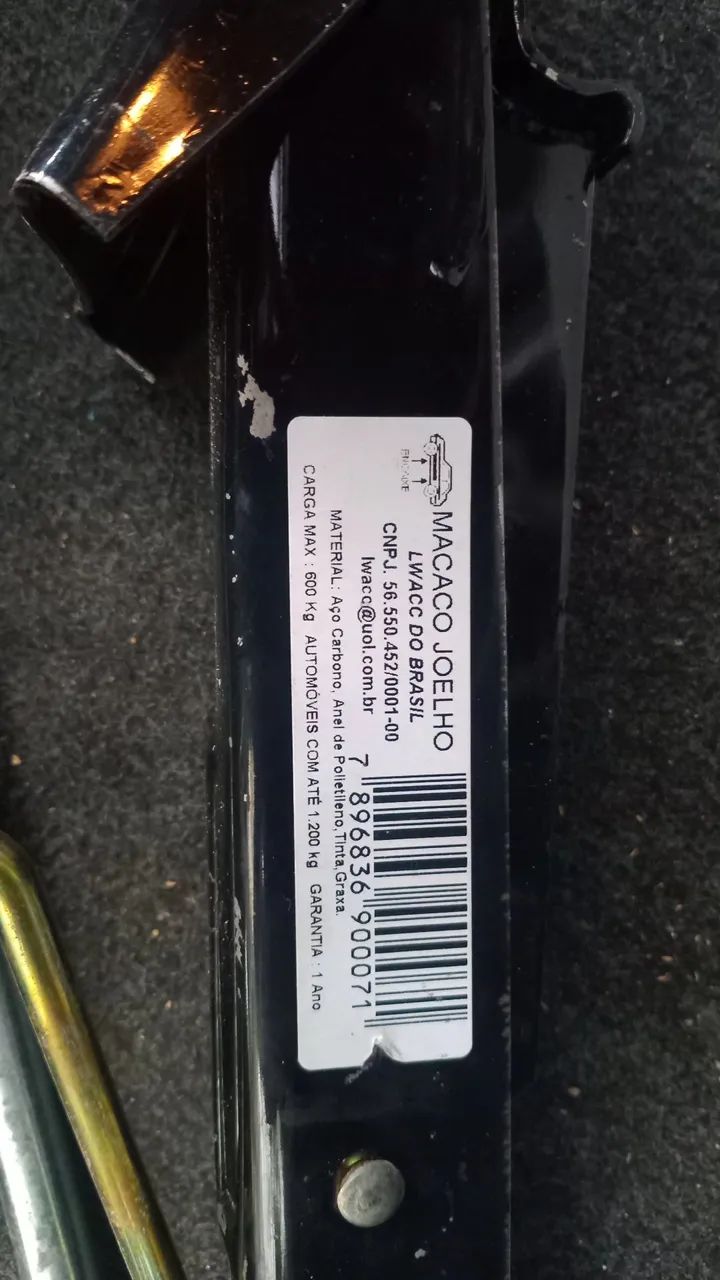 MACACO JOELHO
LWACC DO BRASIL
CNPJ. 56.550.452/0001-00
lwacc@uol.com.br
ENCAIXE
7 896836 900071
MATERIAL: Aço Carbono, Anel de Polietileno,Tinta,Graxa.
CARGA MAX : 600 Kg AUTOMÓVEIS COM ATÉ 1.200 kg GARANTIA : 1 Ano